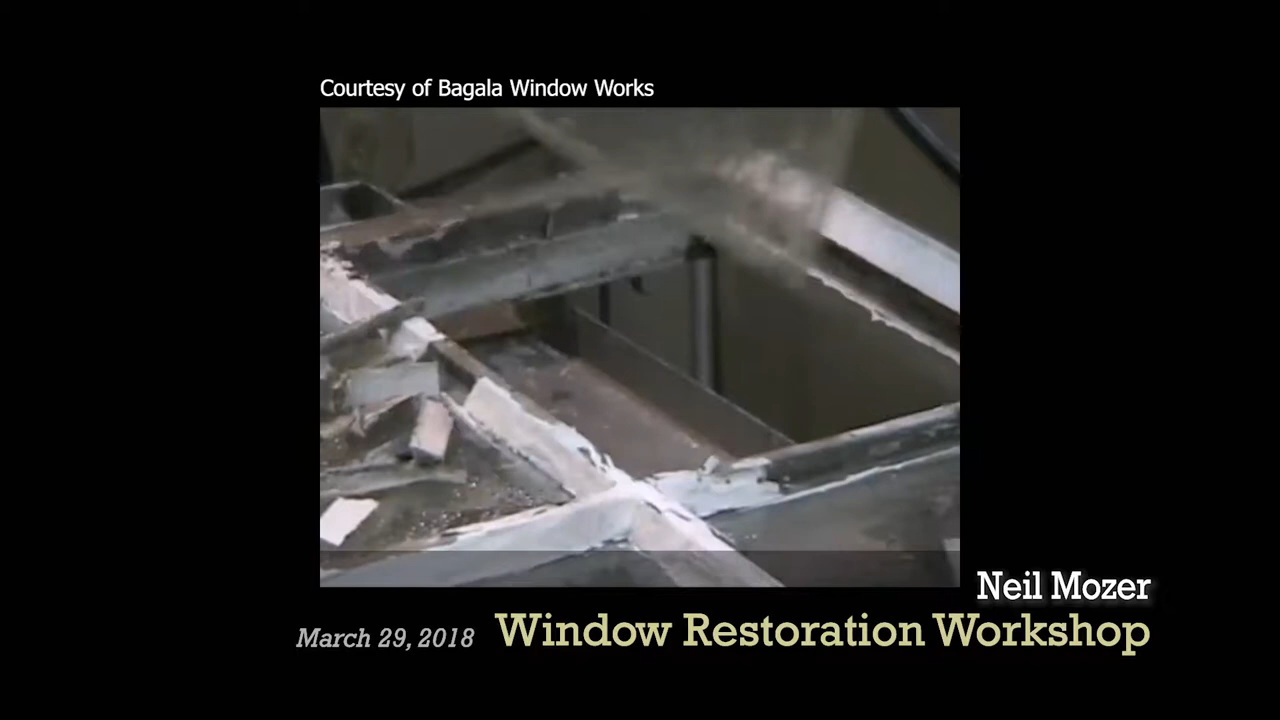 Courtesy of Bagala Window Works
Neil Mozer
March 29, 2018 Window Restoration Workshop